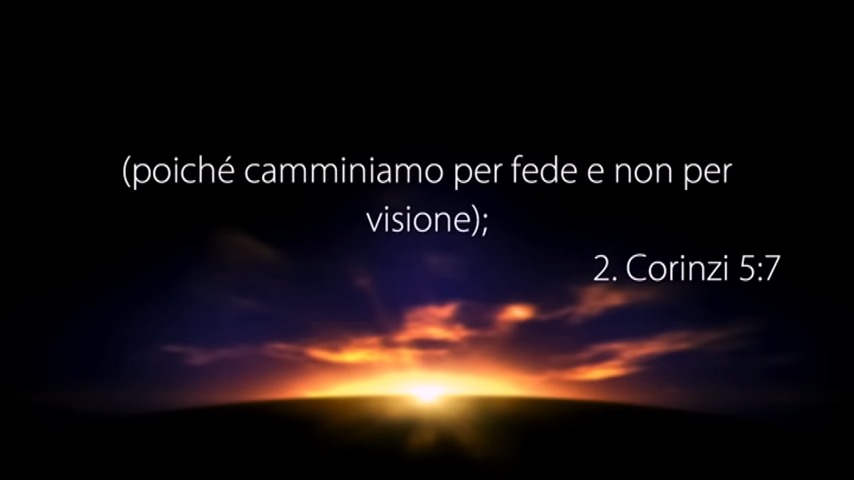 (poiché camminiamo per fede e non per
visione);
2. Corinzi 5:7